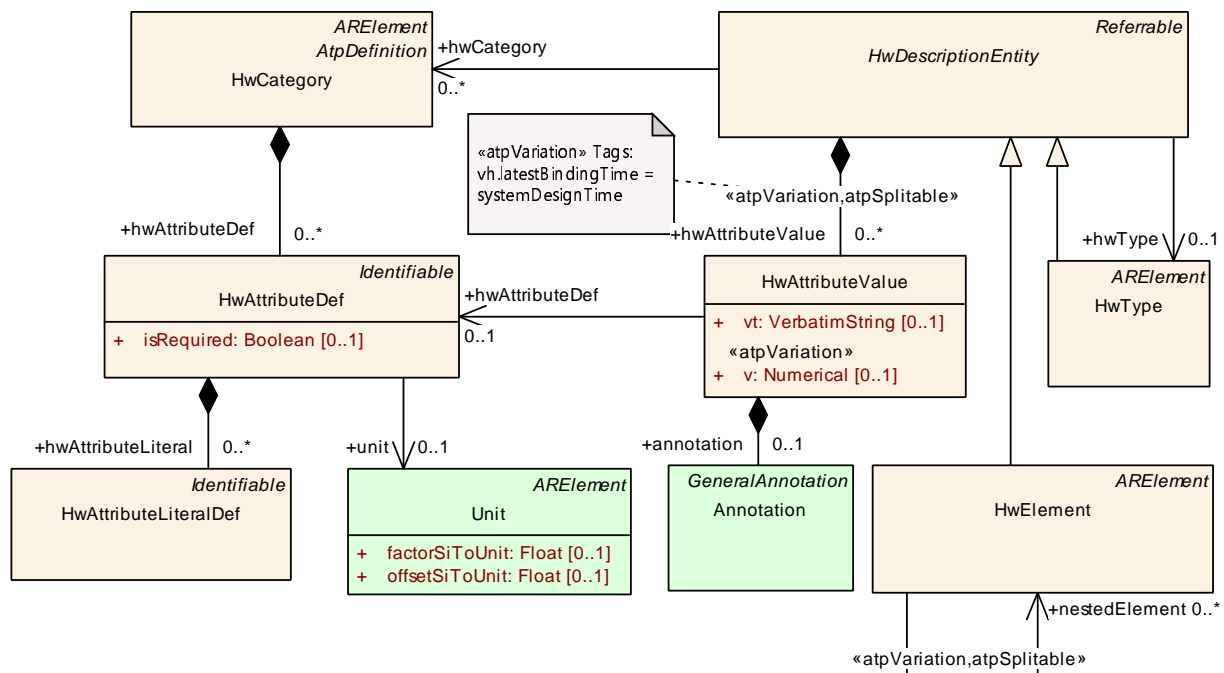 ARElement
AtpDefinition
HwCategory
+hwCategory
0..*
Referrable
HwDescriptionEntity
«atpVariation» Tags:
vh.latestBindingTime =
systemDesignTime
«atpVariation,atpSplitable»
+hwAttributeDef
0..*
+hwAttributeValue
0..*
+hwType
0..1
Identifiable
HwAttributeDef
+ isRequired: Boolean [0..1]
+hwAttributeDef
0..1
HwAttributeValue
+ vt: VerbatimString [0..1]
«atpVariation»
+ v: Numerical [0..1]
ARElement
HwType
+hwAttributeLiteral
0..*
+unit
0..1
+annotation
0..1
Identifiable
HwAttributeLiteralDef
ARElement
Unit
+ factorSiToUnit: Float [0..1]
+ offsetSiToUnit: Float [0..1]
GeneralAnnotation
Annotation
ARElement
HwElement
+nestedElement 0..*
«atpVariation,atpSplitable»